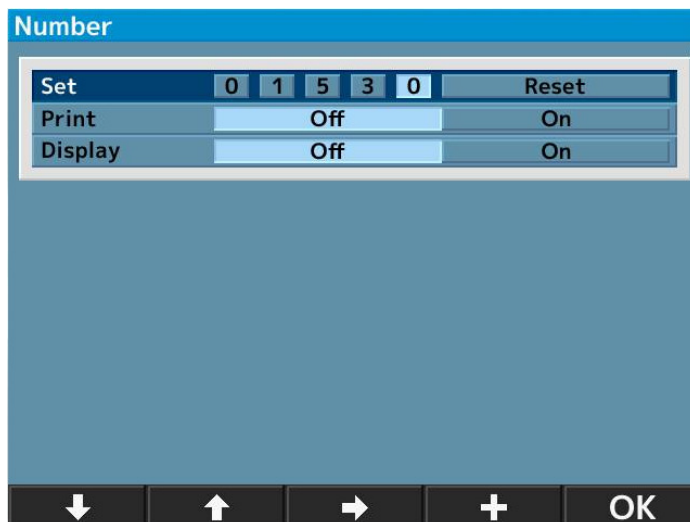 Number
Set 0 1 5 3 0 Reset
Print Off On
Display Off On
OK